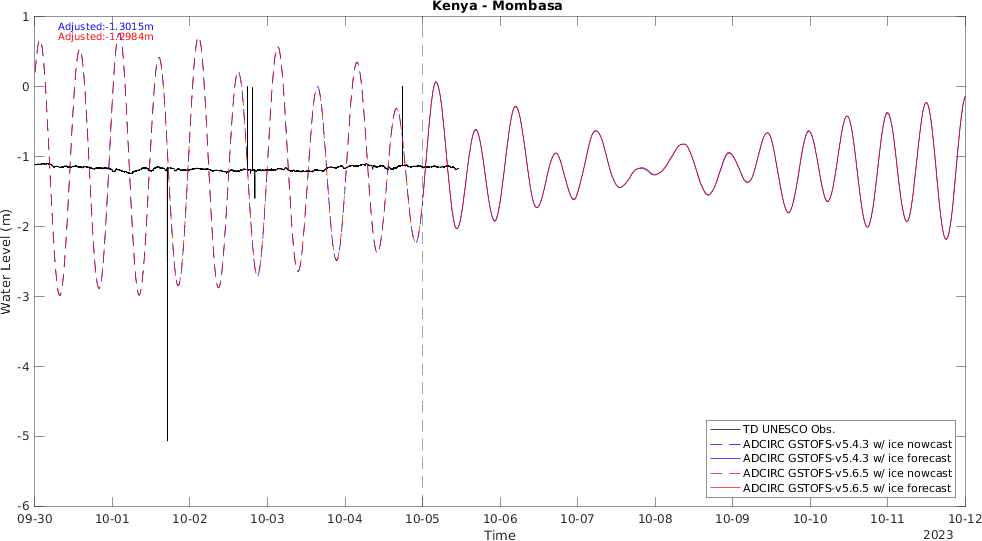 Kenya - Mombasa
Adjusted:-1.3015m
Adjusted:-1.2984m
Water Level (m)
1
0
-1
-2
-3
-4
-5
-6
TD UNESCO Obs.
ADCIRC GSTOFS-v5.4.3 w/ ice nowcast
ADCIRC GSTOFS-v5.4.3 w/ ice forecast
ADCIRC GSTOFS-v5.6.5 w/ ice nowcast
ADCIRC GSTOFS-v5.6.5 w/ ice forecast
09-30 10-01 10-02 10-03 10-04 10-05 10-06 10-07 10-08 10-09 10-10 10-11 10-12
Time
2023